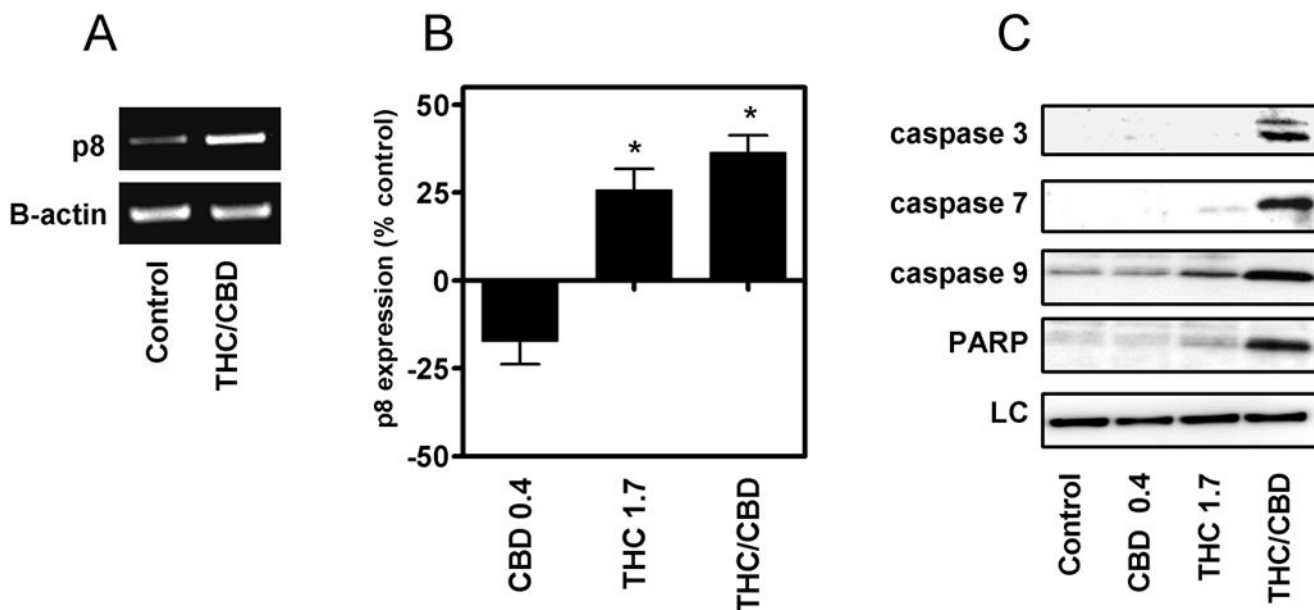 A
p8
B-actin
Control
THC/CBD
B
p8 expression (% control)
50
25
0
-25
-50
*
*
CBD 0.4
THC 1.7
THC/CBD
C
caspase 3
caspase 7
caspase 9
PARP
LC
Control
CBD 0.4
THC 1.7
THC/CBD